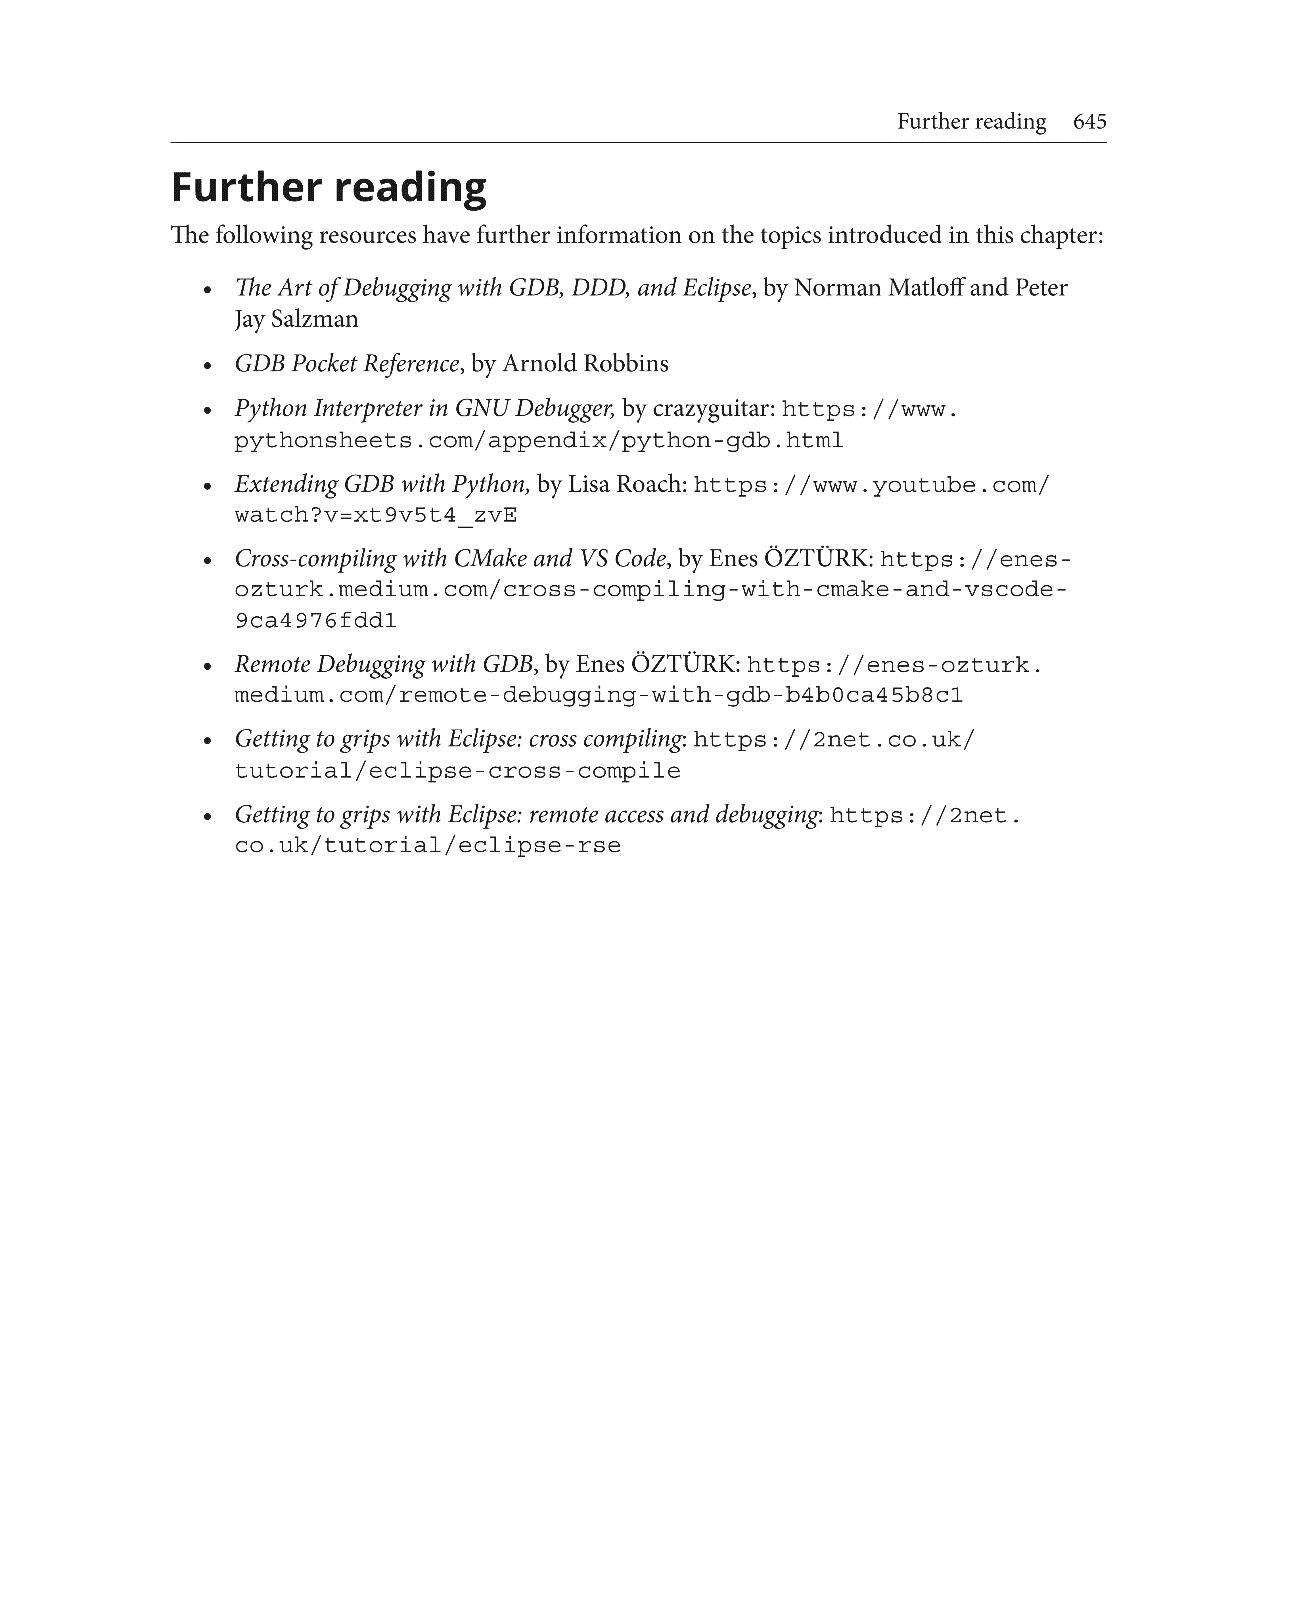 Further reading 645
Further reading
The following resources have further information on the topics introduced in this chapter:
• The Art of Debugging with GDB, DDD, and Eclipse, by Norman Matloff and Peter
Jay Salzman
• GDB Pocket Reference, by Arnold Robbins
• Python Interpreter in GNU Debugger, by crazyguitar: https://www.
pythonsheets.com/appendix/python-gdb.html
• Extending GDB with Python, by Lisa Roach: https://www.youtube.com/
watch?v=xt9v5t4_zvE
• Cross-compiling with CMake and VS Code, by Enes ÖZTÜRK: https://enes-
ozturk.medium.com/cross-compiling-with-cmake-and-vscode-
9ca4976fdd1
• Remote Debugging with GDB, by Enes ÖZTÜRK: https://enes-ozturk.
medium.com/remote-debugging-with-gdb-b4b0ca45b8c1
• Getting to grips with Eclipse: cross compiling: https://2net.co.uk/
tutorial/eclipse-cross-compile
• Getting to grips with Eclipse: remote access and debugging: https://2net.
co.uk/tutorial/eclipse-rse